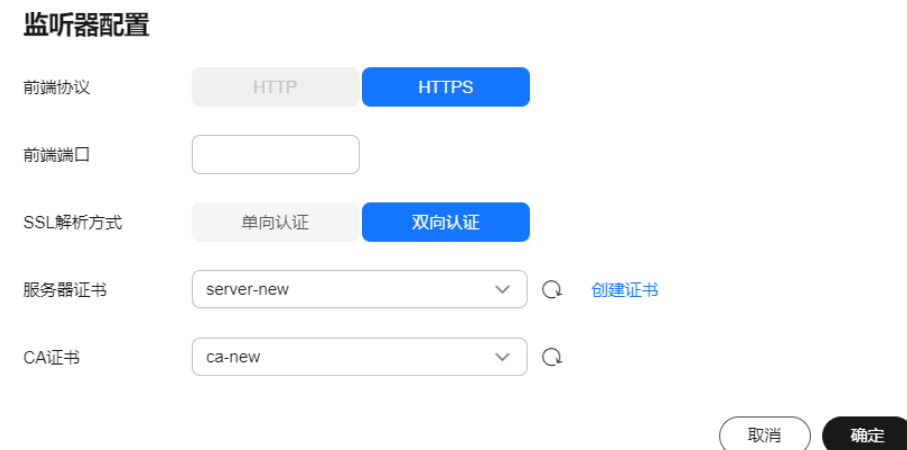 监听器配置
前端协议 HTTP HTTPS
前端端口
SSL解析方式 单向认证 双向认证
服务器证书 server-new 创建证书
CA证书 ca-new
取消 确定